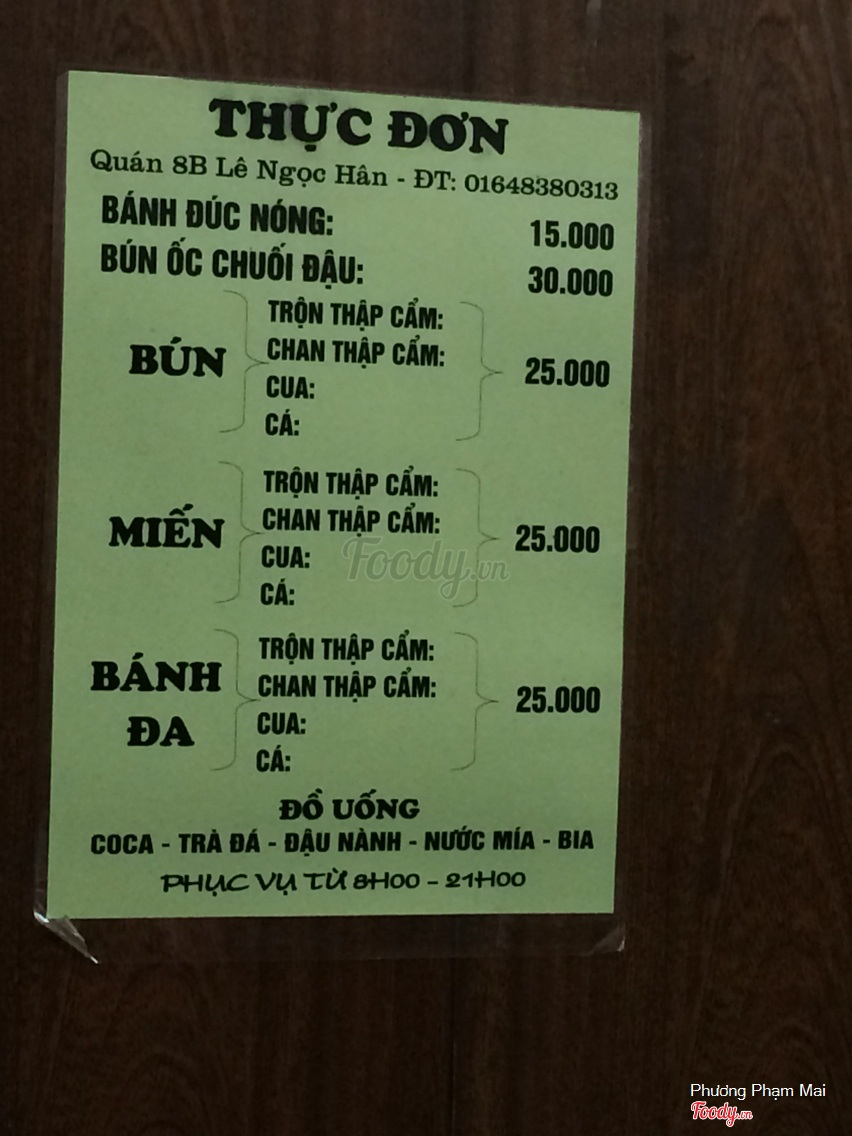 THỰC ĐƠN
Quán 8B Lê Ngọc Hân - ĐT: 01648380313
BÁNH ĐÚC NÓNG: 15.000
BÚN ỐC CHUỐI ĐẬU: 30.000
BÚN
TRỘN THẬP CẨM:
CHAN THẬP CẨM:
CUA:
CÁ:
25.000
MIẾN
TRỘN THẬP CẨM:
CHAN THẬP CẨM:
CUA:
CÁ:
25.000
Foody.vn
BÁNH
ĐA
TRỘN THẬP CẨM:
CHAN THẬP CẨM:
CUA:
CÁ:
25.000
ĐỒ UỐNG
COCA - TRÀ ĐÁ - ĐẬU NÀNH - NƯỚC MÍA - BIA
PHỤC VỤ TỪ 8H00 - 21H00
Phương Phạm Mai
Foody.vn